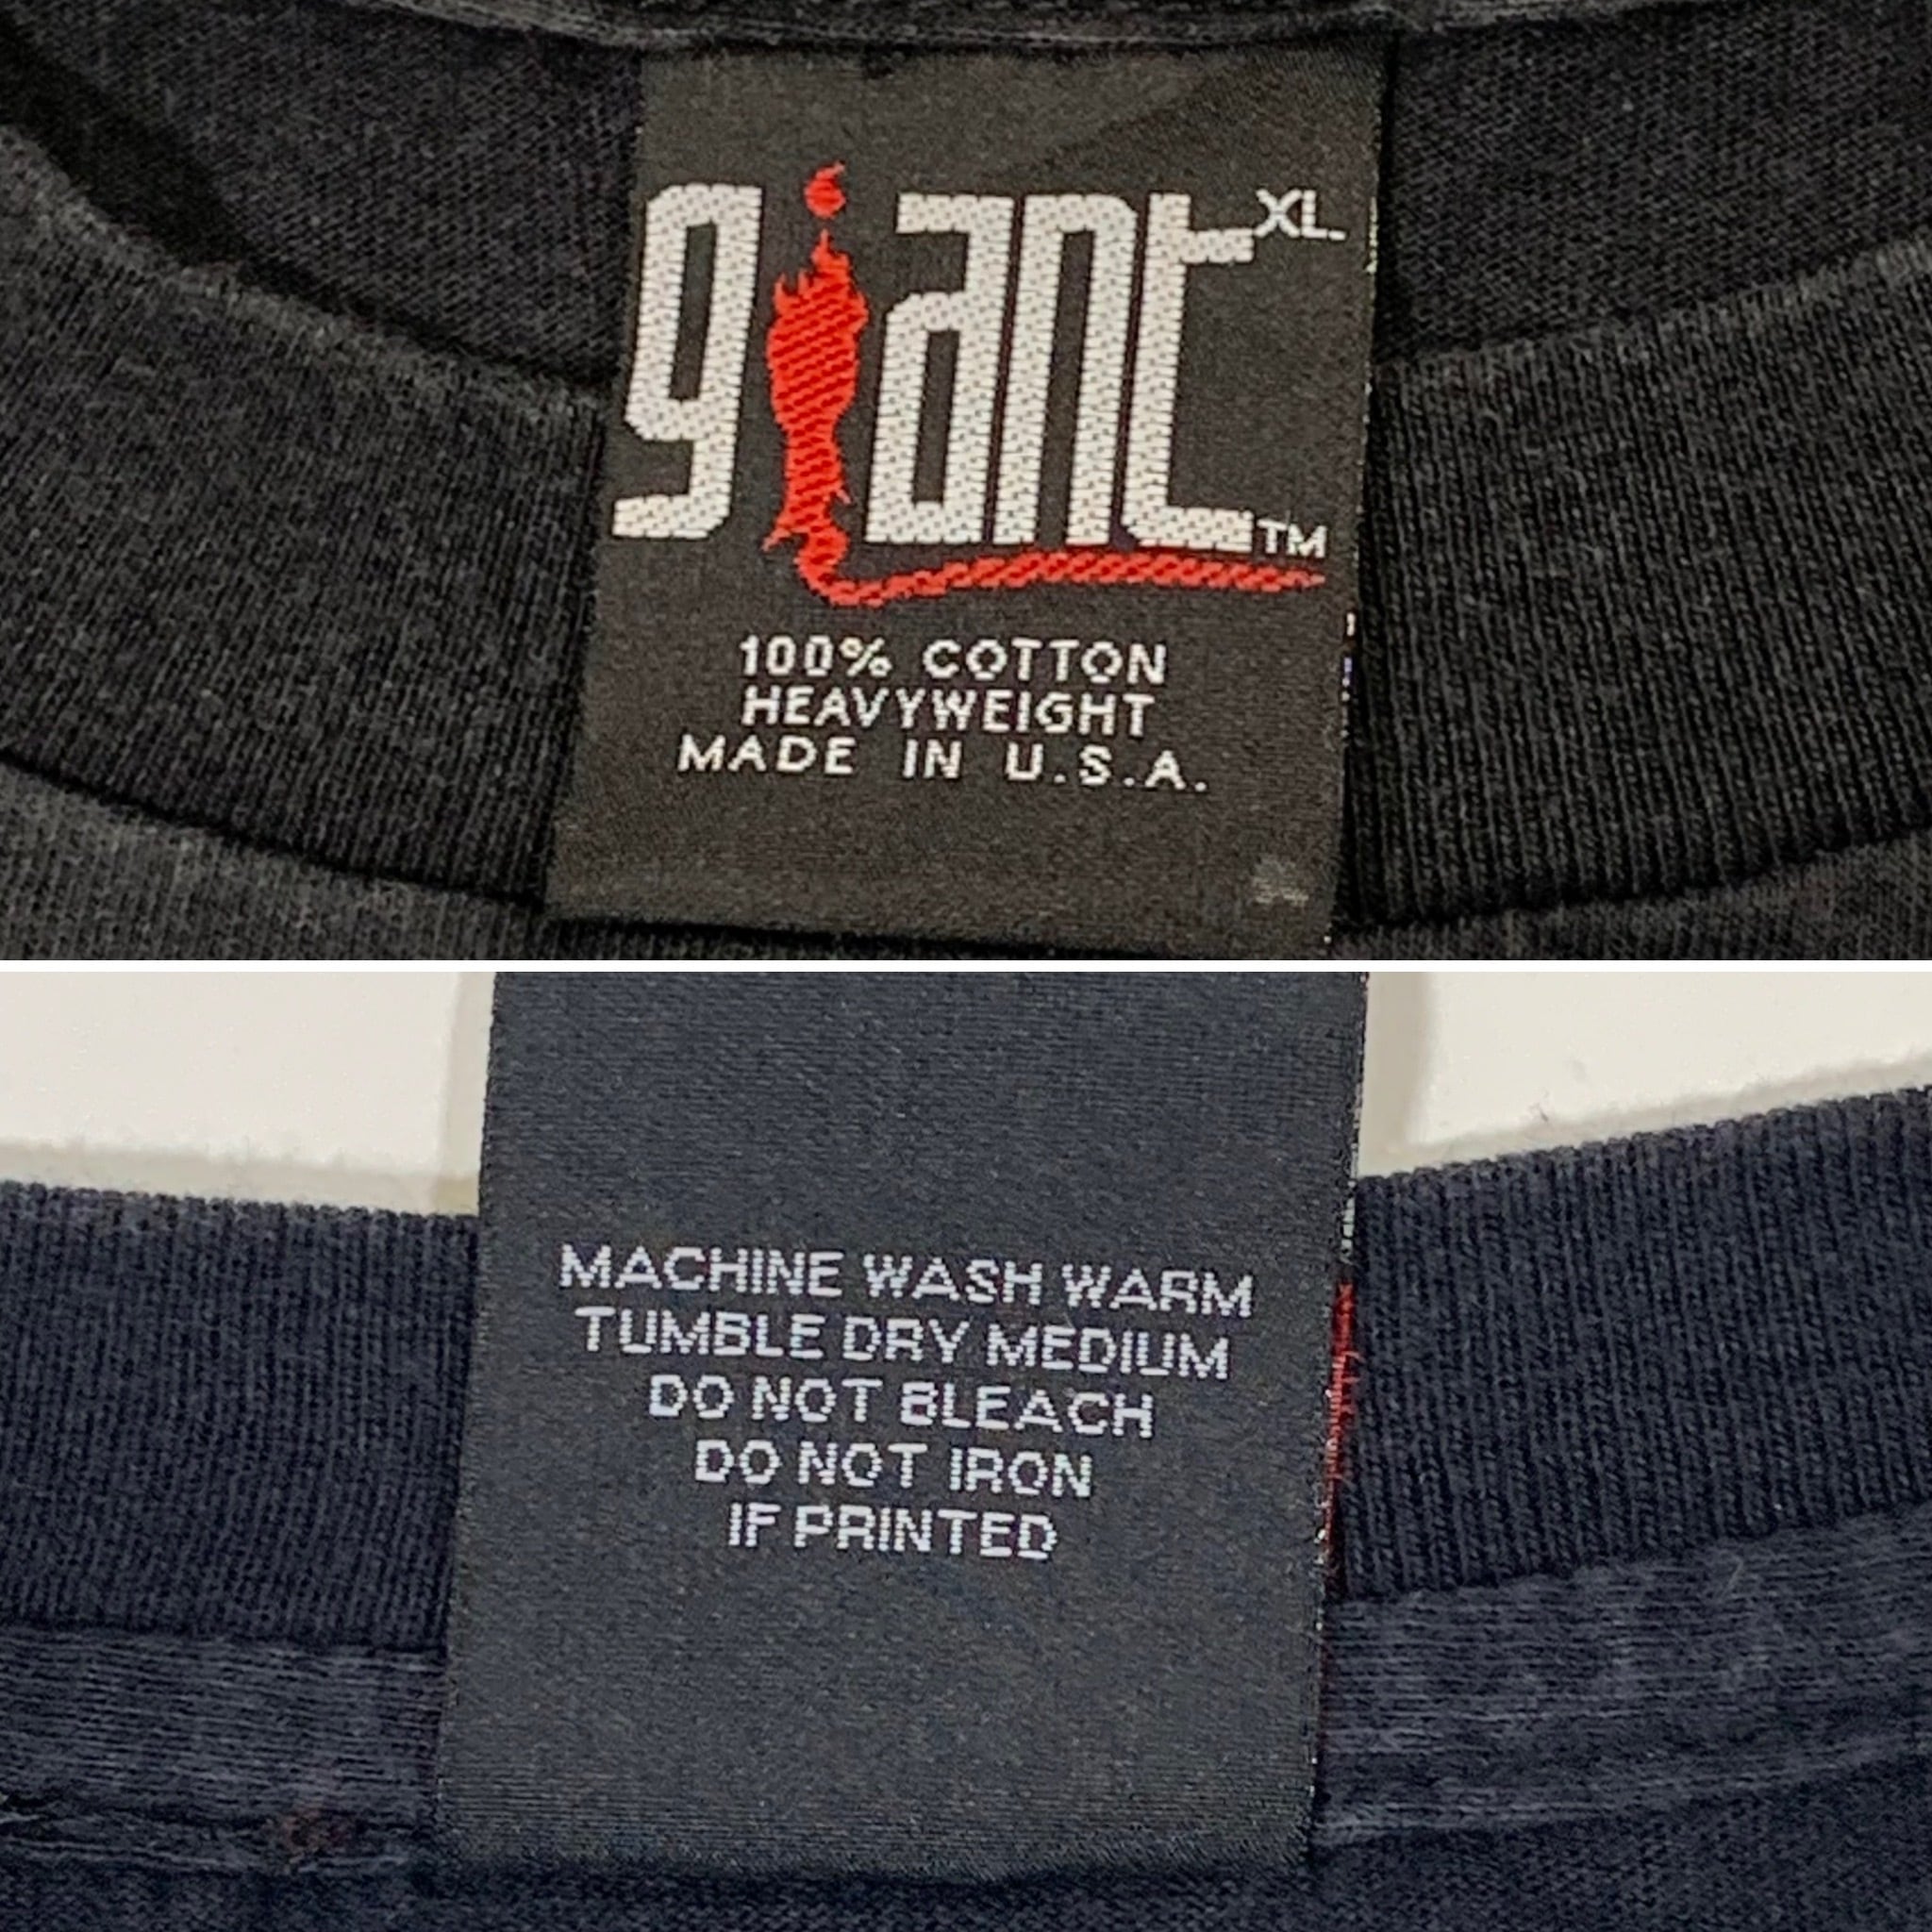 giant XL
TM
100% COTTON
HEAVYWEIGHT
MADE IN U.S.A.
MACHINE WASH WARM
TUMBLE DRY MEDIUM
DO NOT BLEACH
DO NOT IRON
IF PRINTED